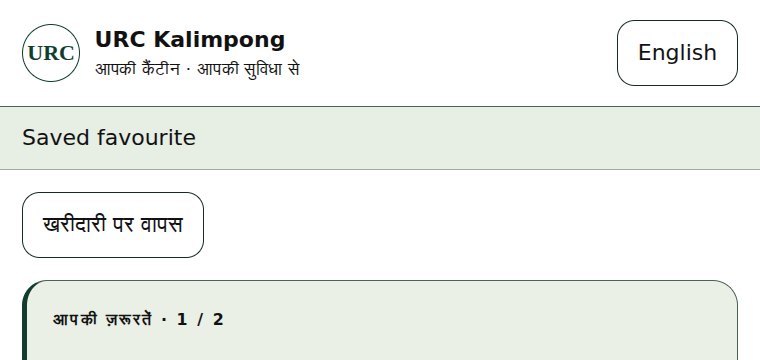 URC
URC Kalimpong
आपकी कैंटीन · आपकी सुविधा से
English
Saved favourite
खरीदारी पर वापस
आपकी ज़रूरतें · 1 / 2